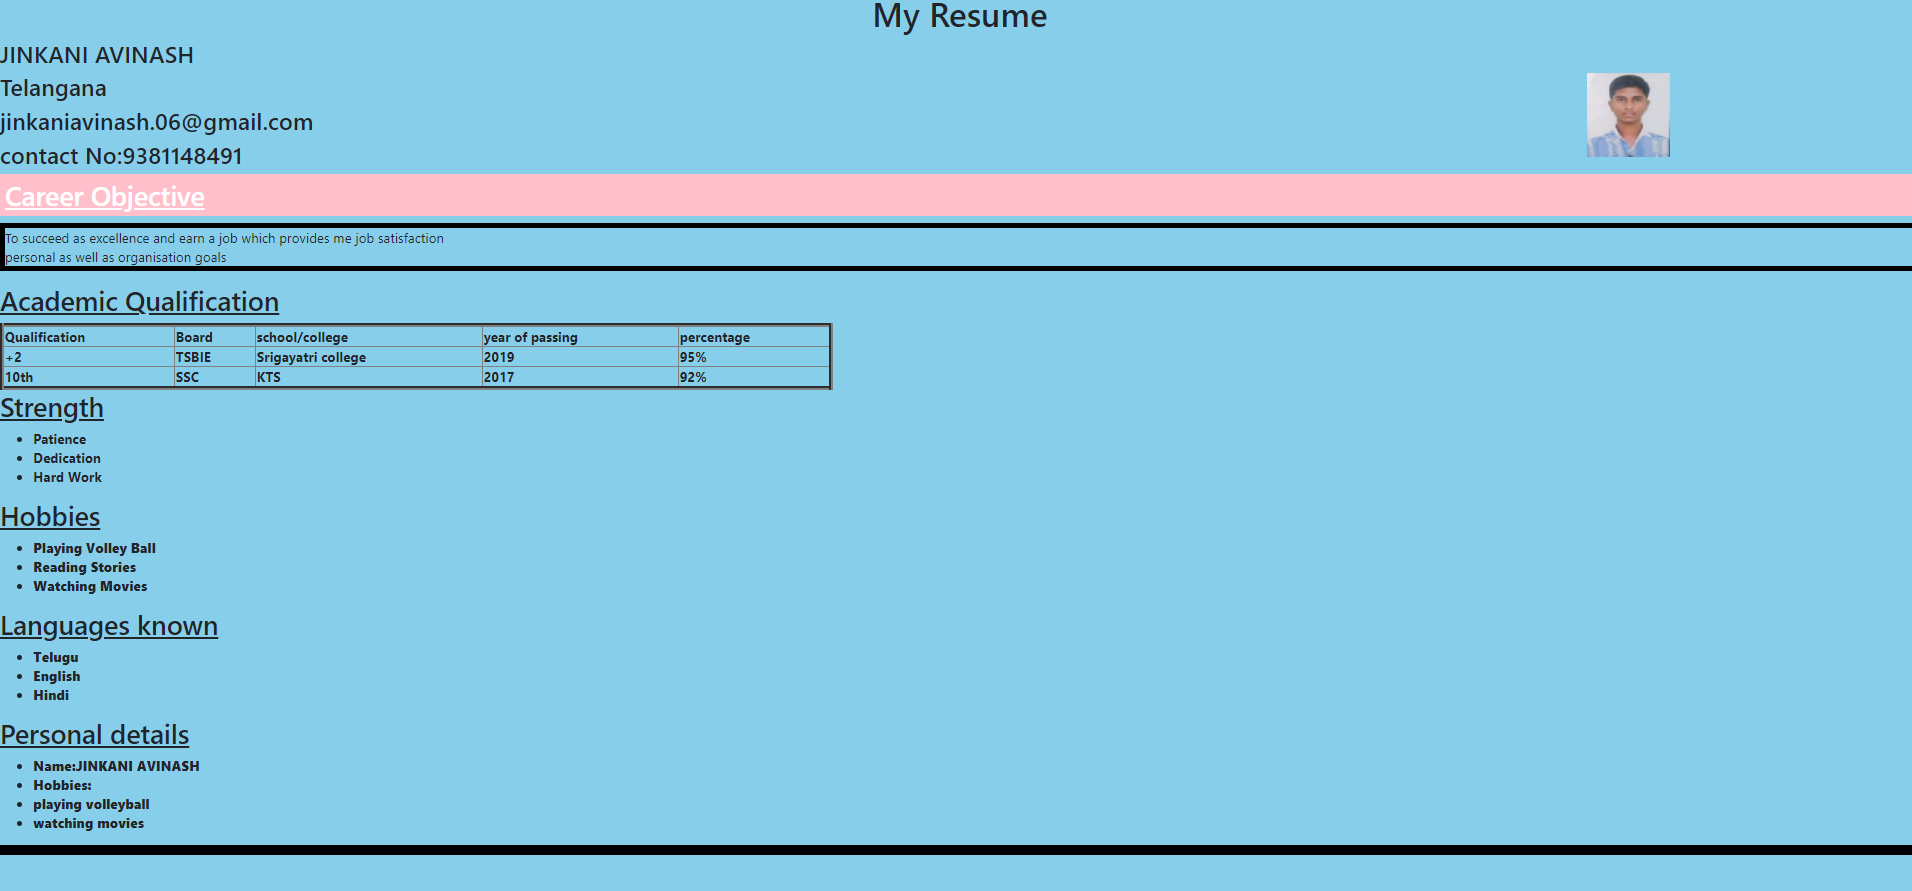 My Resume
JINKANI AVINASH
Telangana
jinkaniavinash.06@gmail.com
contact No:9381148491
Career Objective
To succeed as excellence and earn a job which provides me job satisfaction
personal as well as organisation goals
Academic Qualification
Qualification Board school/college year of passing percentage
+2 TSBIE Srigayatri college 2019 95%
10th SSC KTS 2017 92%
Strength
• Patience
• Dedication
• Hard Work
Hobbies
• Playing Volley Ball
• Reading Stories
• Watching Movies
Languages known
• Telugu
• English
• Hindi
Personal details
• Name:JINKANI AVINASH
• Hobbies:
• playing volleyball
• watching movies